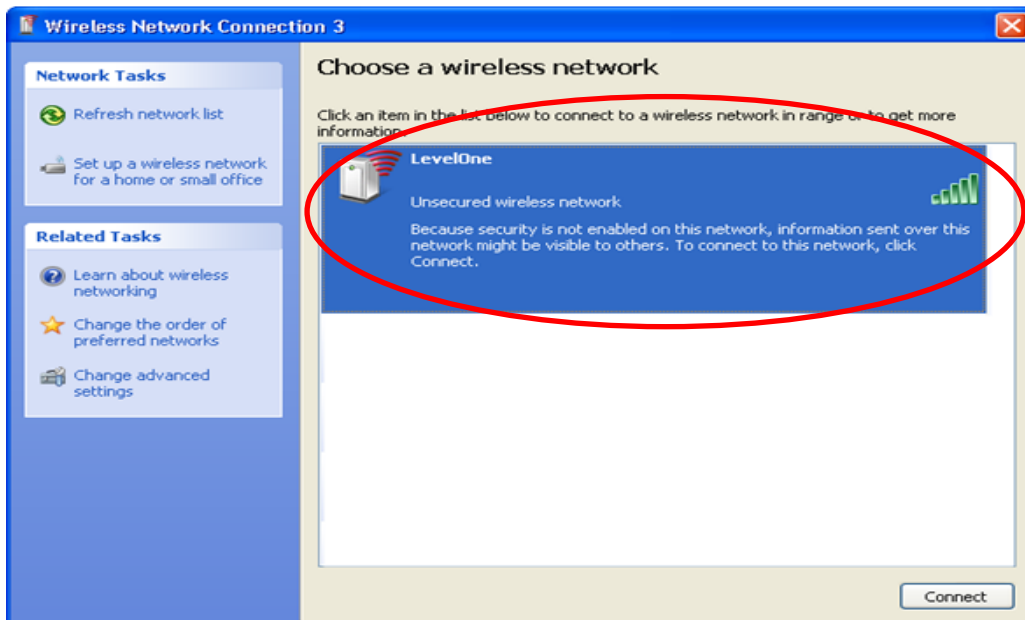 Wireless Network Connection 3
Network Tasks
Refresh network list
Set up a wireless network
for a home or small office
Related Tasks
Learn about wireless
networking
Change the order of
preferred networks
Change advanced
settings
Choose a wireless network
Click an item in the list below to connect to a wireless network in range or to get more
information.
LevelOne
Unsecured wireless network
Because security is not enabled on this network, information sent over this
network might be visible to others. To connect to this network, click
Connect.
Connect